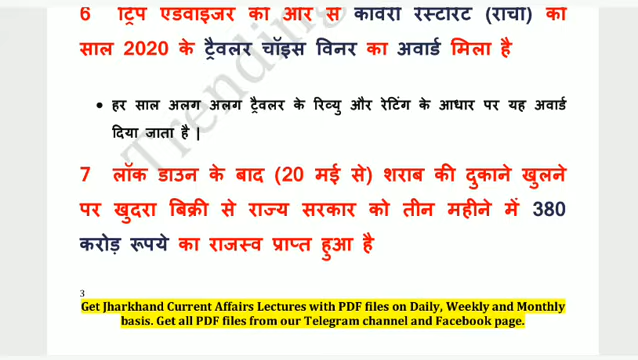 6 ट्रिप एडवाइजर की ओर से कावेरी रेस्टोरेंट (रांची) को
साल 2020 के ट्रैवलर चॉइस विनर का अवार्ड मिला है
• हर साल अलग अलग ट्रैवलर के रिव्यु और रेटिंग के आधार पर यह अवार्ड
दिया जाता है |
7 लॉक डाउन के बाद (20 मई से) शराब की दुकाने खुलने
पर खुदरा बिक्री से राज्य सरकार को तीन महीने में 380
करोड़ रूपये का राजस्व प्राप्त हुआ है
3
Get Jharkhand Current Affairs Lectures with PDF files on Daily, Weekly and Monthly
basis. Get all PDF files from our Telegram channel and Facebook page.
Trending